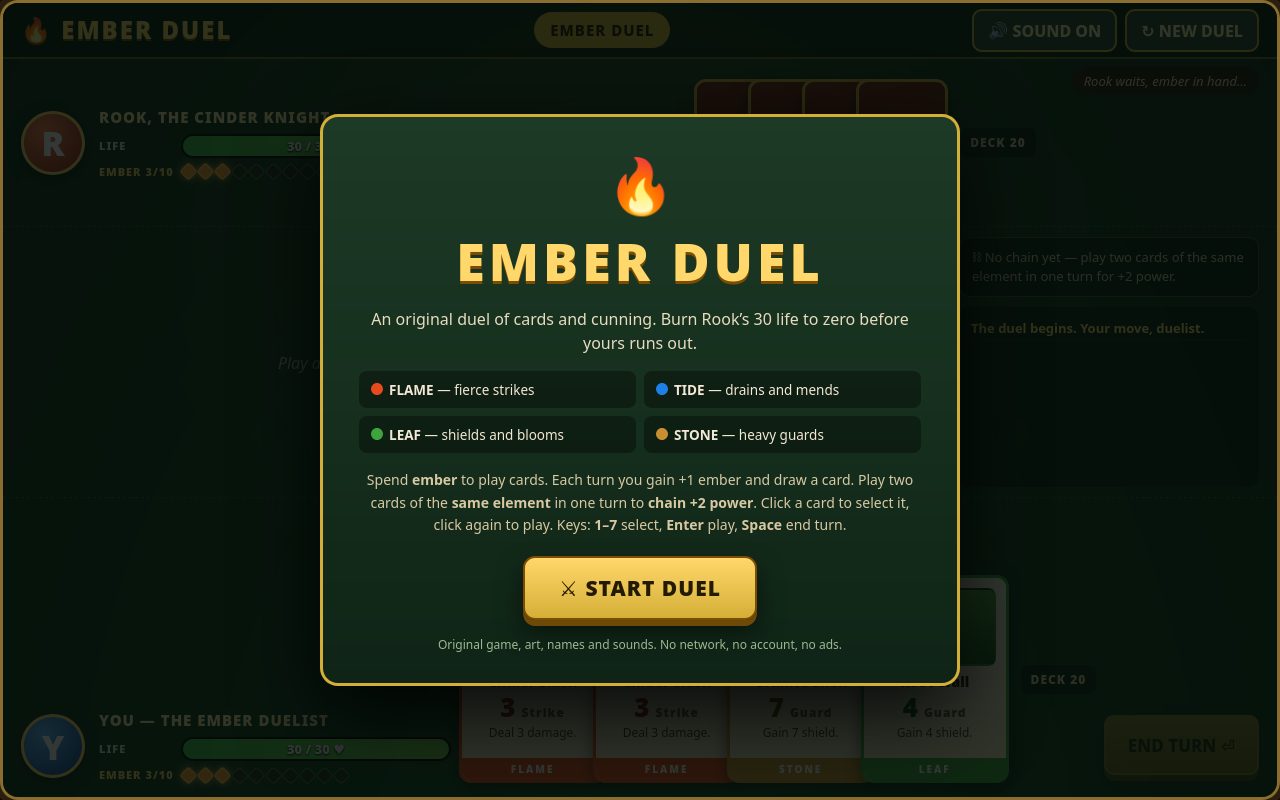 🔥 EMBER DUEL
EMBER DUEL
🔊 SOUND ON
↻ NEW DUEL
Rook waits, ember in hand...
R
ROOK, THE CINDER KNIGHT
LIFE
30 / 3
EMBER 3/10
DECK 20
🔥
EMBER DUEL
An original duel of cards and cunning. Burn Rook’s 30 life to zero before
yours runs out.
FLAME — fierce strikes
TIDE — drains and mends
LEAF — shields and blooms
STONE — heavy guards
Spend ember to play cards. Each turn you gain +1 ember and draw a card. Play two
cards of the same element in one turn to chain +2 power. Click a card to select it,
click again to play. Keys: 1–7 select, Enter play, Space end turn.
⚔ START DUEL
Original game, art, names and sounds. No network, no account, no ads.
⛓ No chain yet — play two cards of the same
element in one turn for +2 power.
The duel begins. Your move, duelist.
Play
3 Strike
Deal 3 damage.
FLAME
3 Strike
Deal 3 damage.
FLAME
7 Guard
Gain 7 shield.
STONE
4 Guard
Gain 4 shield.
LEAF
DECK 20
Y
YOU — THE EMBER DUELIST
LIFE
30 / 30 ♥
EMBER 3/10
END TURN ⏎